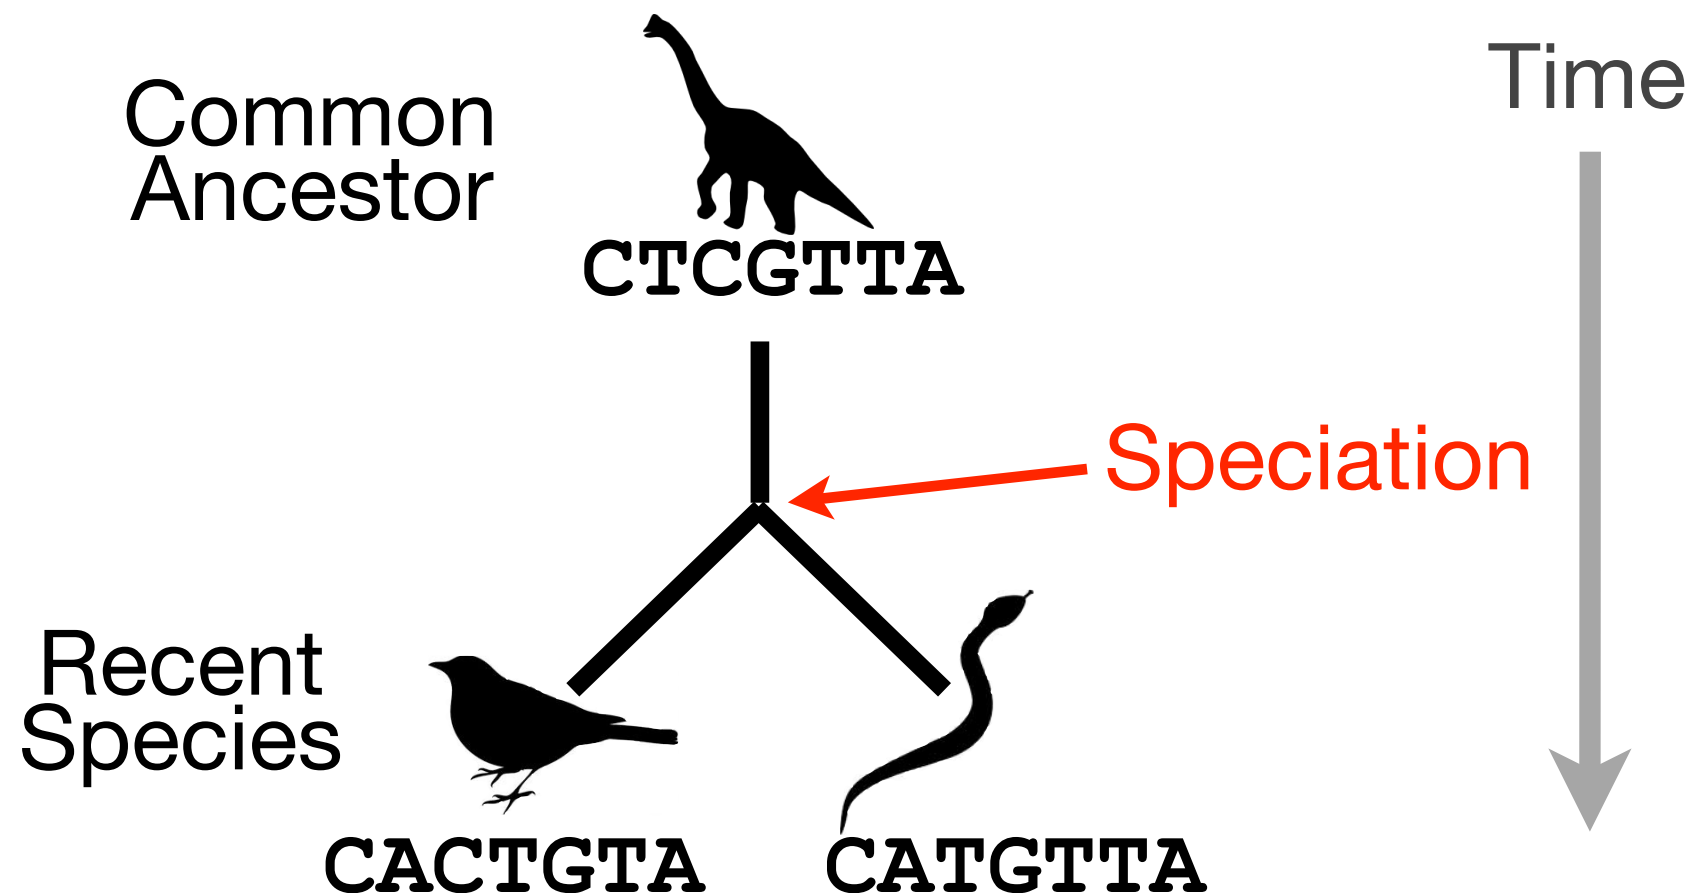 Common
Ancestor
CTCGTTA
Time
Speciation
Recent
Species
CACTGTA
CATGTTA